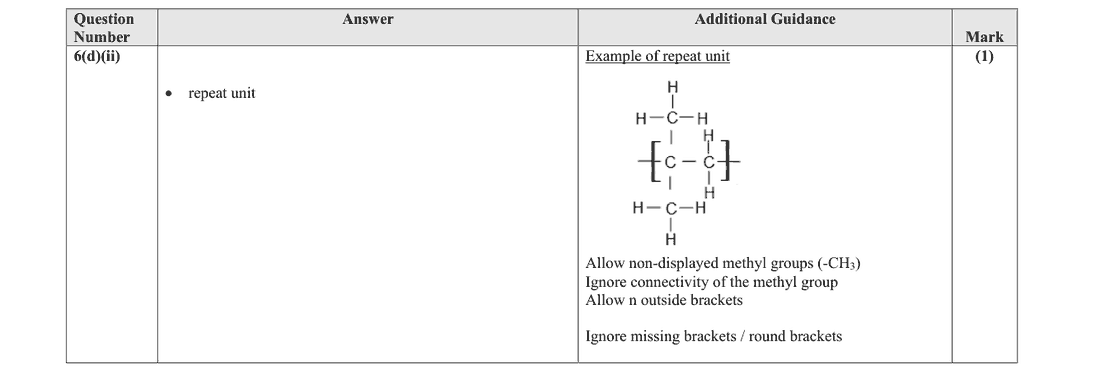 Question Number Answer Additional Guidance Mark
6(d)(ii) Example of repeat unit (1)
• repeat unit
H
H–C–H
H
C – C
H
H–C–H
H
Allow non-displayed methyl groups (-CH₃)
Ignore connectivity of the methyl group
Allow n outside brackets
Ignore missing brackets / round brackets